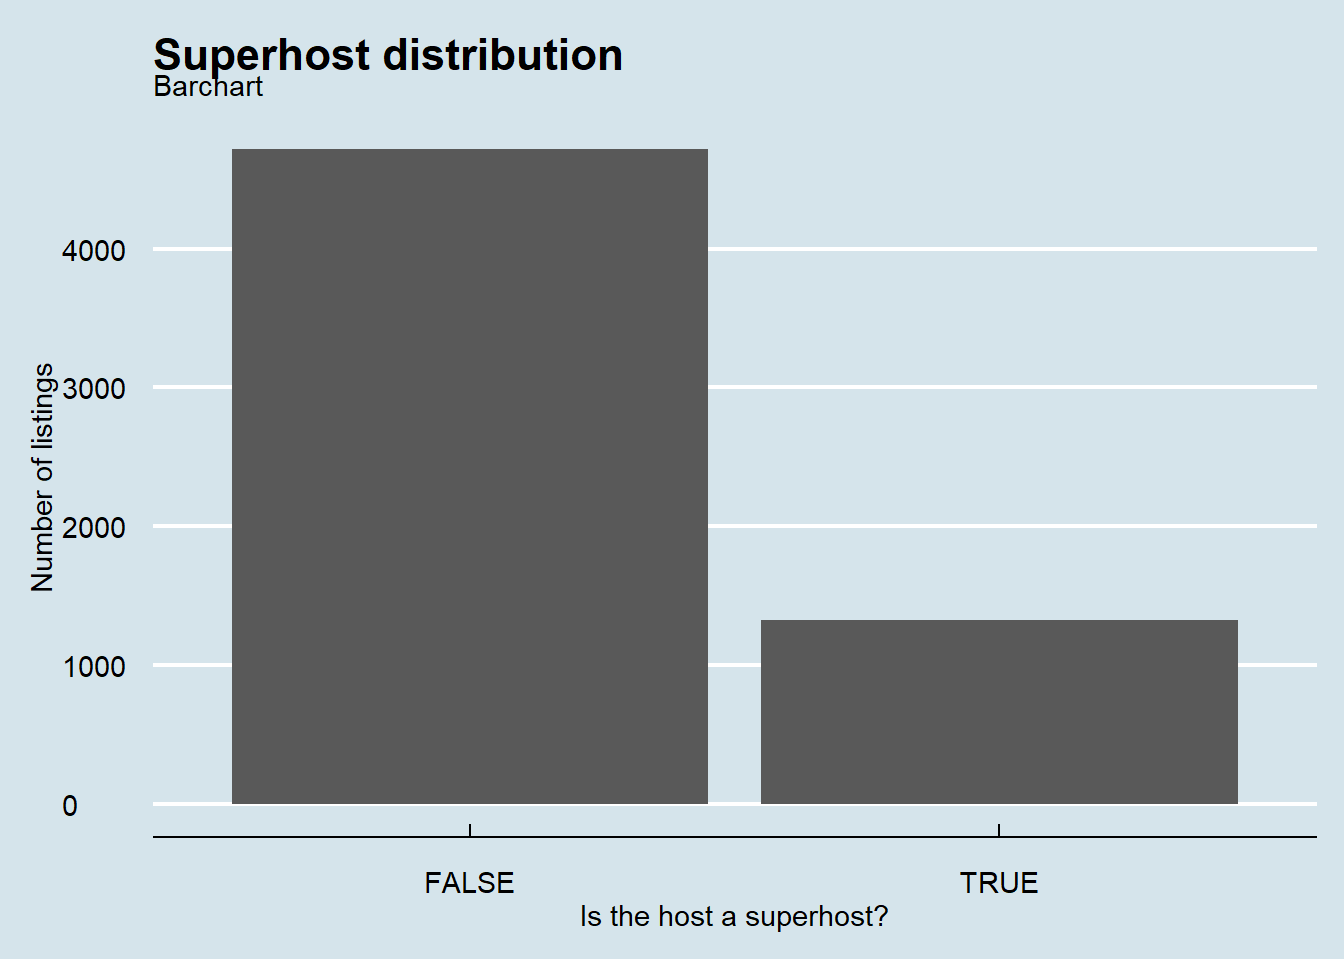 Superhost distribution
Barchart
Number of listings
4000
3000
2000
1000
0
FALSE
TRUE
Is the host a superhost?